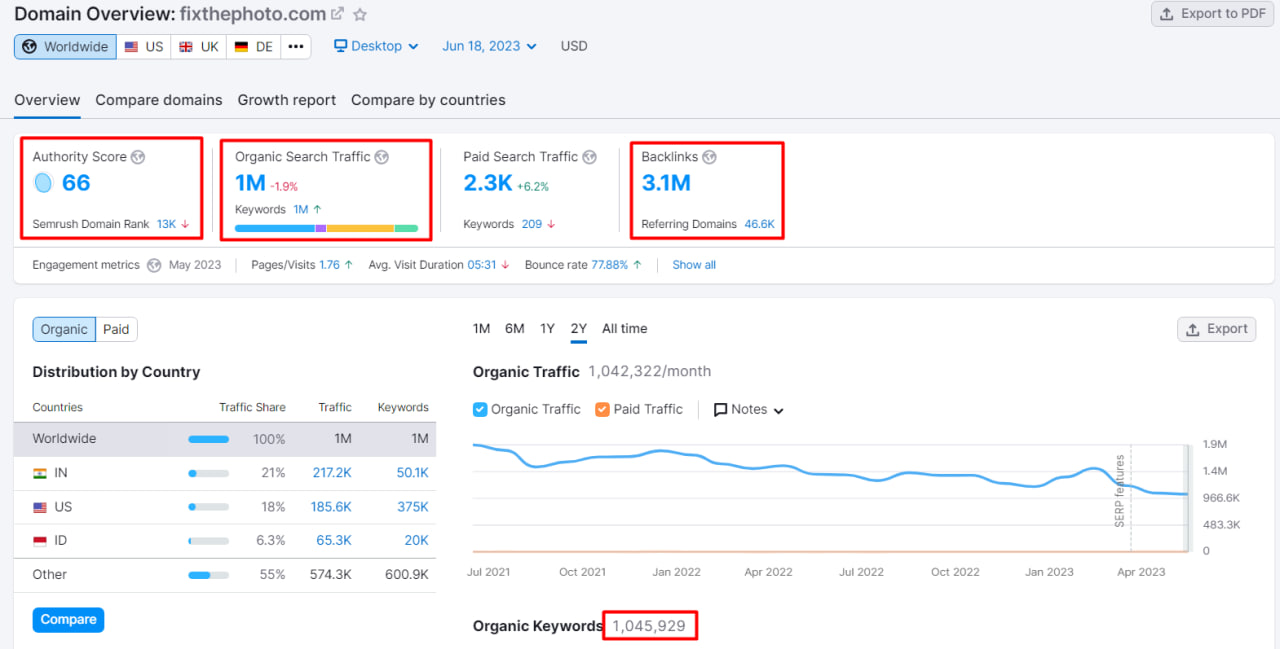 Domain Overview: fixthephoto.com
Export to PDF
Worldwide US UK DE ••• Desktop Jun 18, 2023 USD
Overview Compare domains Growth report Compare by countries
Authority Score
66
Semrush Domain Rank 13K ↓
Organic Search Traffic
1M -1.9%
Keywords 1M ↑
Paid Search Traffic
2.3K +6.2%
Keywords 209 ↓
Backlinks
3.1M
Referring Domains 46.6K
Engagement metrics May 2023 Pages/Visits 1.76 ↑ Avg. Visit Duration 05:31 ↓ Bounce rate 77.88% ↑ Show all
Organic Paid
Distribution by Country
Countries Traffic Share Traffic Keywords
Worldwide 100% 1M 1M
IN 21% 217.2K 50.1K
US 18% 185.6K 375K
ID 6.3% 65.3K 20K
Other 55% 574.3K 600.9K
Compare
1M 6M 1Y 2Y All time
Export
Organic Traffic 1,042,322/month
Organic Traffic Paid Traffic Notes
1.9M
1.4M
966.6K
483.3K
0
SERP features
Jul 2021 Oct 2021 Jan 2022 Apr 2022 Jul 2022 Oct 2022 Jan 2023 Apr 2023
Organic Keywords 1,045,929